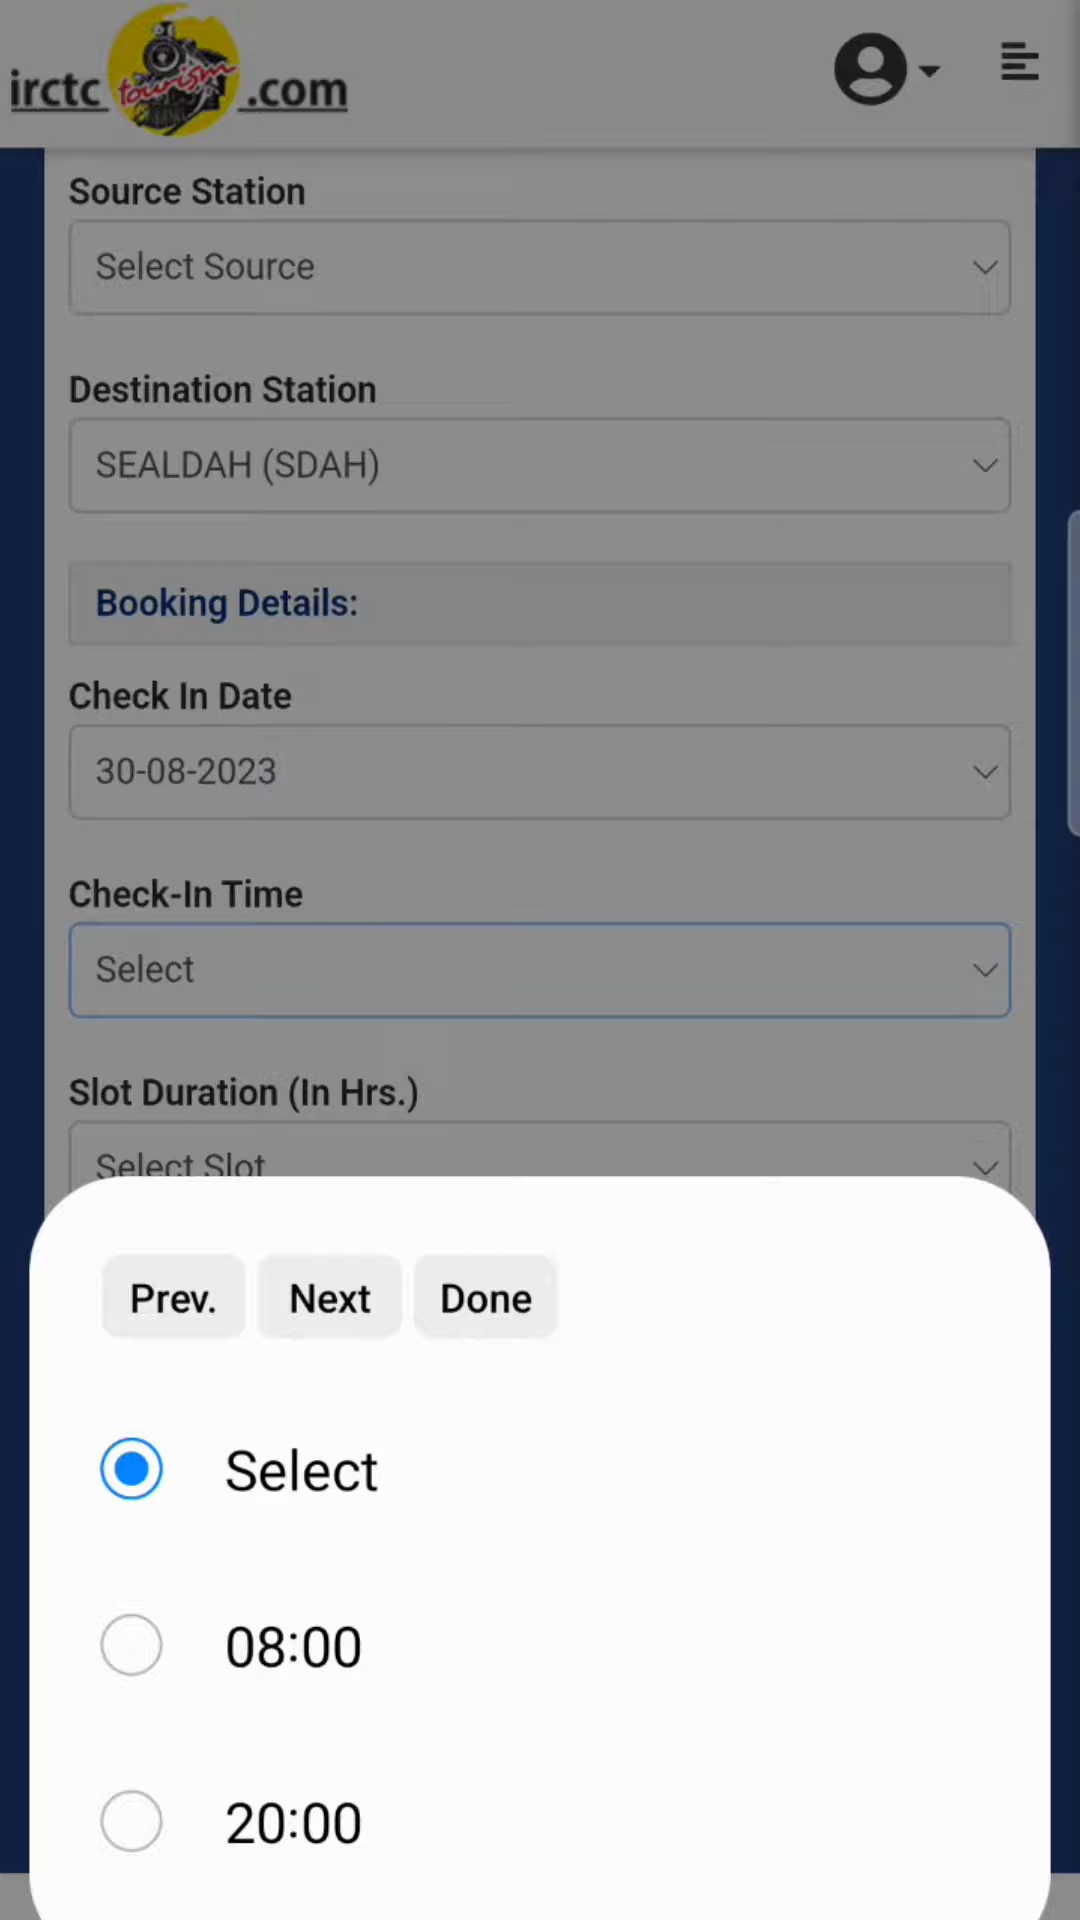 irctc tourism .com
Source Station
Select Source
Destination Station
SEALDAH (SDAH)
Booking Details:
Check In Date
30-08-2023
Check-In Time
Select
Slot Duration (In Hrs.)
Select Slot
Prev. Next Done
Select
08:00
20:00